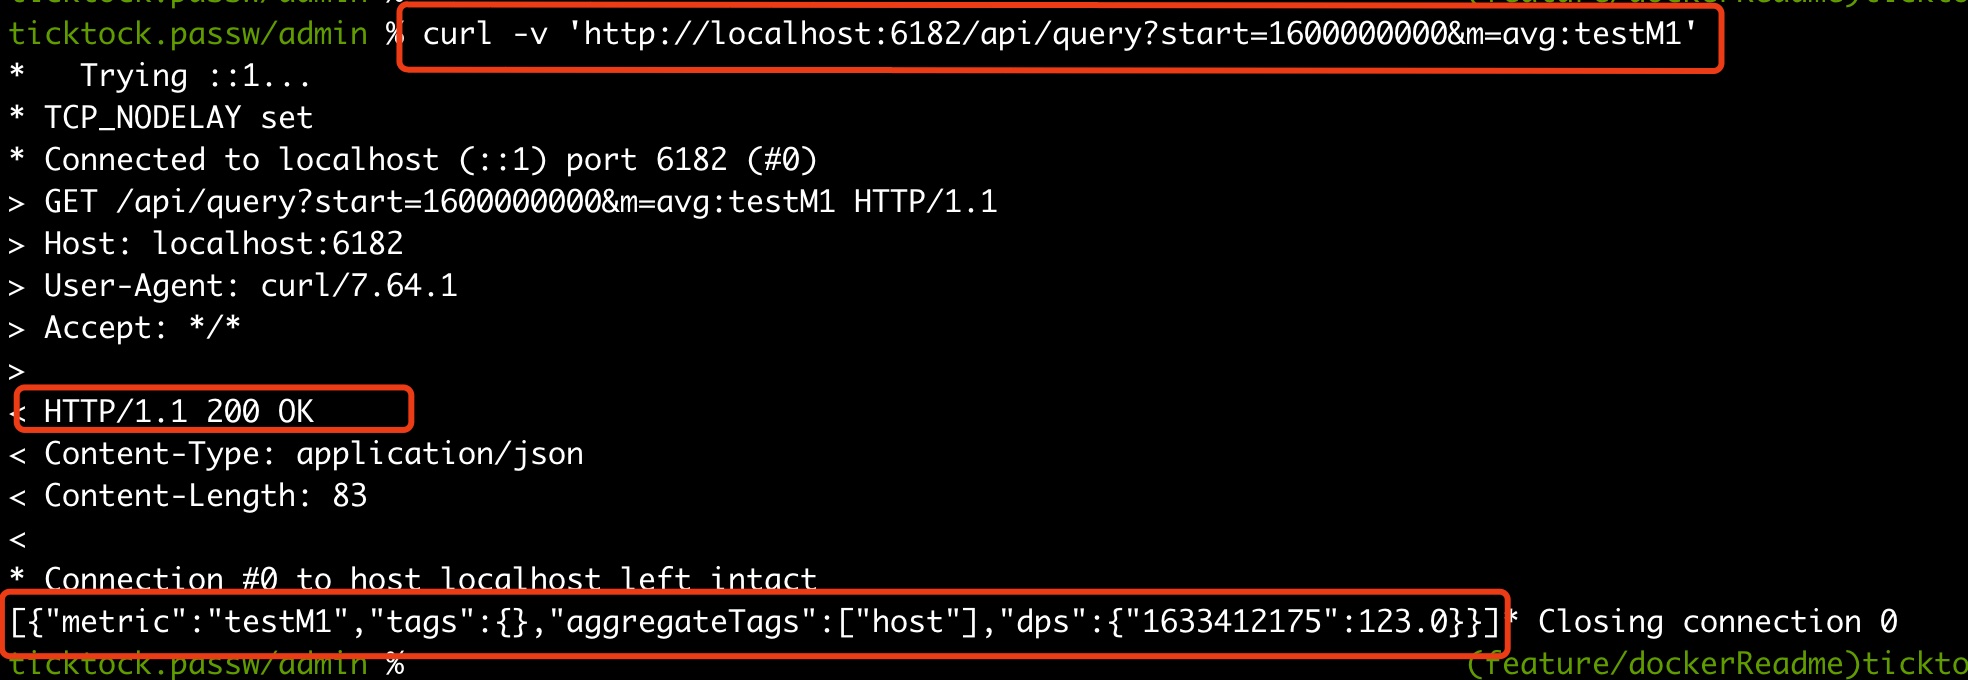 ticktock.passw/admin % curl -v 'http://localhost:6182/api/query?start=1600000000&m=avg:testM1'
*   Trying ::1...
* TCP_NODELAY set
* Connected to localhost (::1) port 6182 (#0)
> GET /api/query?start=1600000000&m=avg:testM1 HTTP/1.1
> Host: localhost:6182
> User-Agent: curl/7.64.1
> Accept: */*
>
< HTTP/1.1 200 OK
< Content-Type: application/json
< Content-Length: 83
<
* Connection #0 to host localhost left intact
[{"metric":"testM1","tags":{},"aggregateTags":["host"],"dps":{"1633412175":123.0}}]* Closing connection 0
ticktock.passw/admin % (feature/dockerReadme)tickto